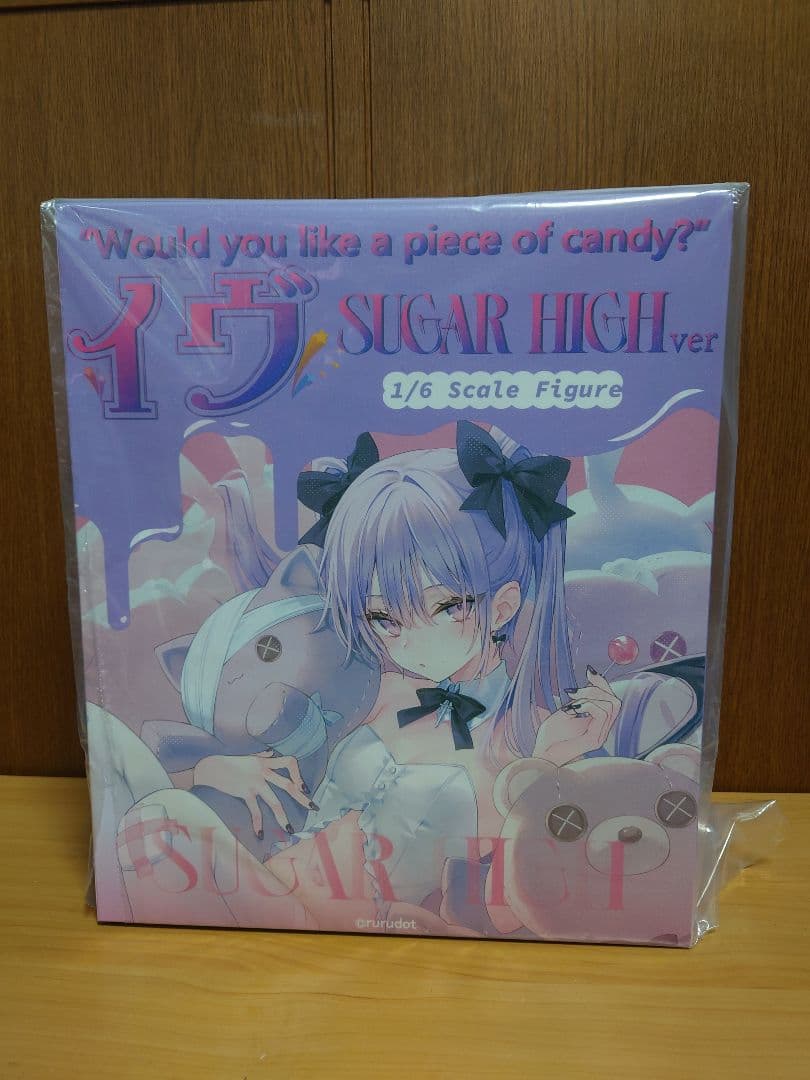 "Would you like a piece of candy?"
イヴ SUGAR HIGH ver
1/6 Scale Figure
SUGAR HIGH
©rurudot